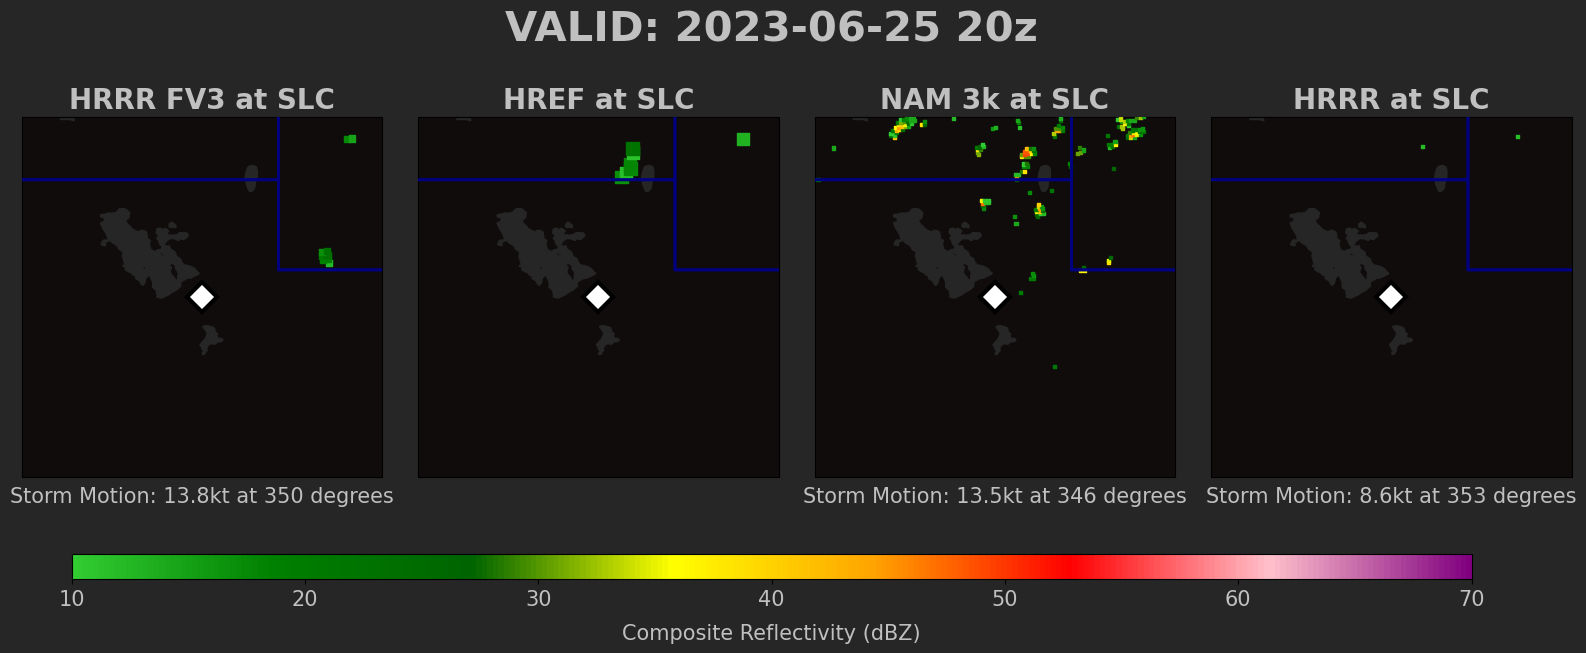 VALID: 2023-06-25 20z
HRRR FV3 at SLC
HREF at SLC
NAM 3k at SLC
HRRR at SLC
Storm Motion: 13.8kt at 350 degrees
Storm Motion: 13.5kt at 346 degrees
Storm Motion: 8.6kt at 353 degrees
10 20 30 40 50 60 70
Composite Reflectivity (dBZ)